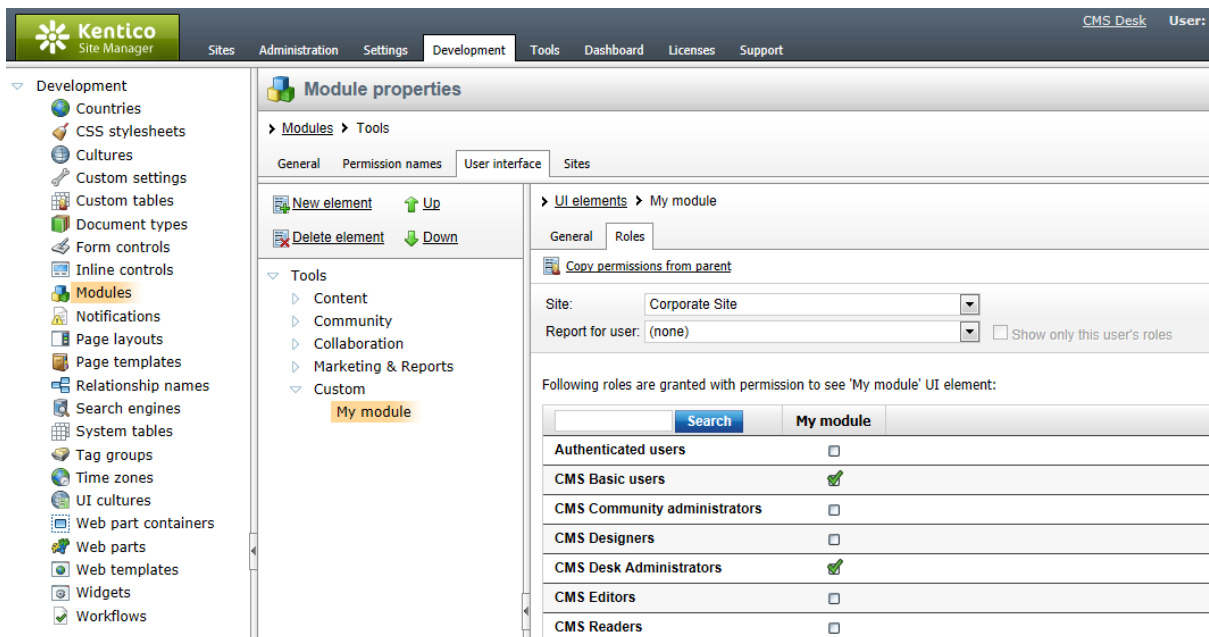 CMS Desk User:
Kentico
Site Manager
Sites Administration Settings Development Tools Dashboard Licenses Support
Development
Countries
CSS stylesheets
Cultures
Custom settings
Custom tables
Document types
Form controls
Inline controls
Modules
Notifications
Page layouts
Page templates
Relationship names
Search engines
System tables
Tag groups
Time zones
UI cultures
Web part containers
Web parts
Web templates
Widgets
Workflows
Module properties
Modules > Tools
General Permission names User interface Sites
New element Up
Delete element Down
Tools
Content
Community
Collaboration
Marketing & Reports
Custom
My module
UI elements > My module
General Roles
Copy permissions from parent
Site: Corporate Site
Report for user: (none) Show only this user's roles
Following roles are granted with permission to see 'My module' UI element:
Search My module
Authenticated users
CMS Basic users
CMS Community administrators
CMS Designers
CMS Desk Administrators
CMS Editors
CMS Readers